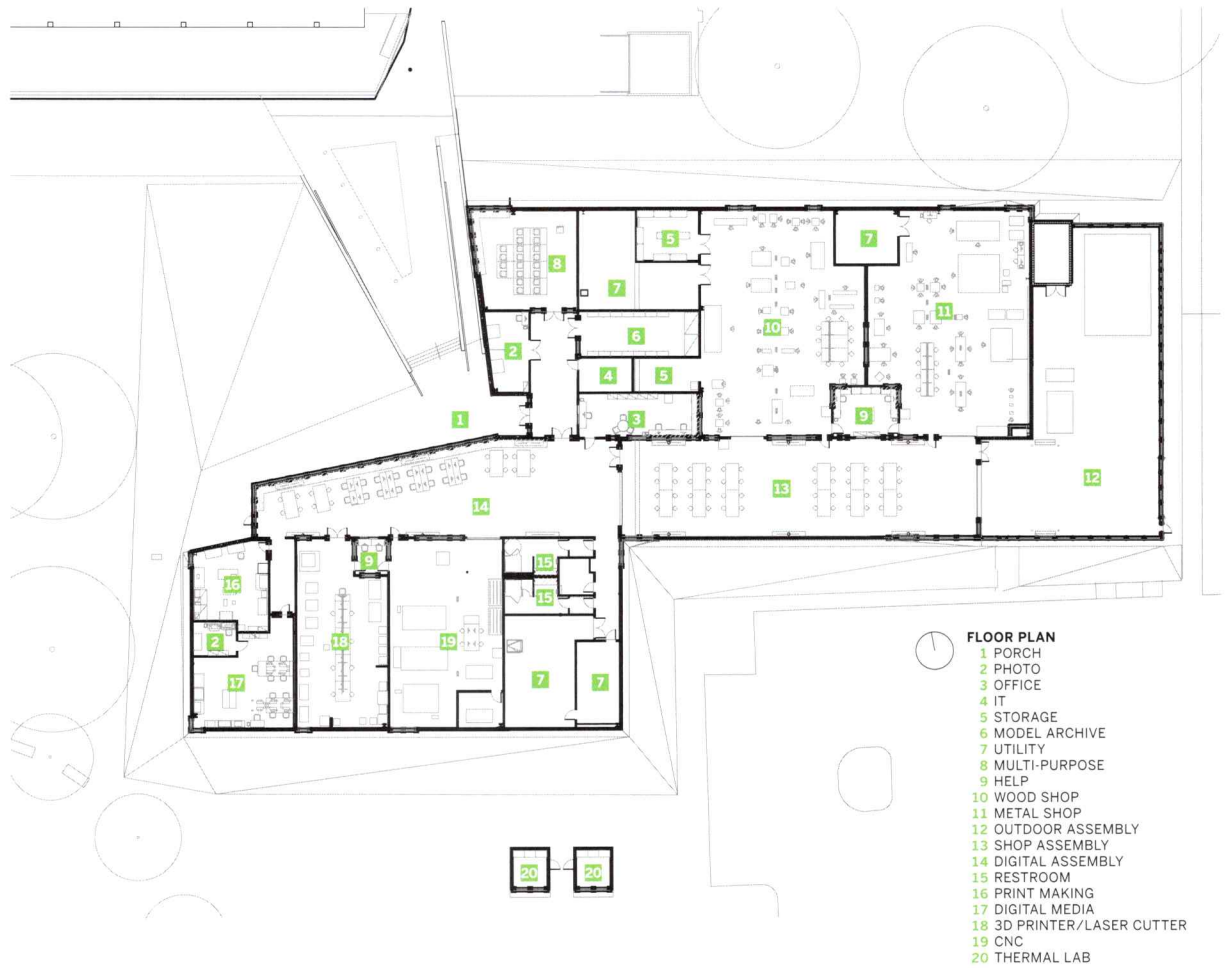 8
5
7
7
6
2
10
11
4
5
3
9
1
14
13
12
9
15
16
15
2
18
19
17
7
7
20
20
FLOOR PLAN
1 PORCH
2 PHOTO
3 OFFICE
4 IT
5 STORAGE
6 MODEL ARCHIVE
7 UTILITY
8 MULTI-PURPOSE
9 HELP
10 WOOD SHOP
11 METAL SHOP
12 OUTDOOR ASSEMBLY
13 SHOP ASSEMBLY
14 DIGITAL ASSEMBLY
15 RESTROOM
16 PRINT MAKING
17 DIGITAL MEDIA
18 3D PRINTER/LASER CUTTER
19 CNC
20 THERMAL LAB